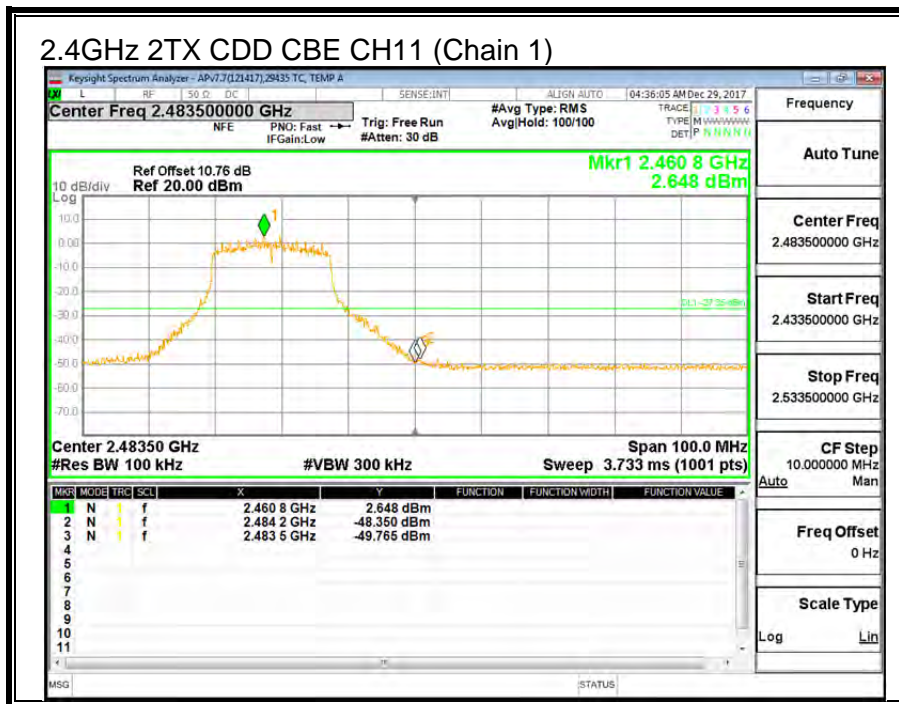 2.4GHz 2TX CDD CBE CH11 (Chain 1)
Keysight Spectrum Analyzer - APv7.7(121417),29435 TC, TEMP A
L RF 50 Ω DC SENSE:INT ALIGN AUTO 04:36:05 AM Dec 29, 2017
Center Freq 2.483500000 GHz
NFE PNO: Fast IFGain:Low
Trig: Free Run
#Atten: 30 dB
#Avg Type: RMS
Avg|Hold: 100/100
TRACE 1 2 3 4 5 6
TYPE M
DET P N N N N N
Ref Offset 10.76 dB
10 dB/div Ref 20.00 dBm
Log
Mkr1 2.460 8 GHz
2.648 dBm
10.0
0.00
-10.0
-20.0
-30.0
-40.0
-50.0
-60.0
-70.0
1
Center 2.48350 GHz
Span 100.0 MHz
#Res BW 100 kHz
#VBW 300 kHz
Sweep 3.733 ms (1001 pts)
MKR MODE TRC SCL X Y FUNCTION FUNCTION WIDTH FUNCTION VALUE
1 N 1 f 2.460 8 GHz 2.648 dBm
2 N 1 f 2.484 2 GHz -48.350 dBm
3 N 1 f 2.483 5 GHz -49.765 dBm
4
5
6
7
8
9
10
11
MSG
STATUS
Frequency
Auto Tune
Center Freq
2.483500000 GHz
Start Freq
2.433500000 GHz
Stop Freq
2.533500000 GHz
CF Step
10.000000 MHz
Auto Man
Freq Offset
0 Hz
Scale Type
Log Lin